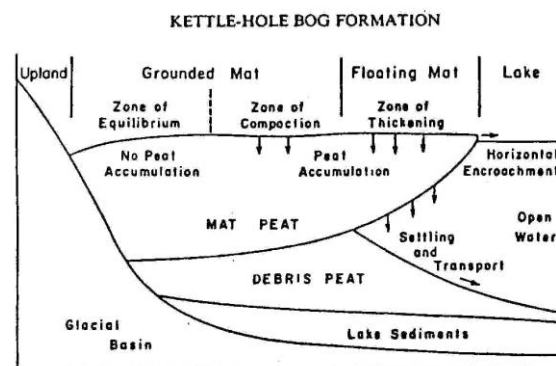 KETTLE-HOLE BOG FORMATION
Upland
Grounded Mat
Floating Mat
Lake
Zone of
Equilibrium
Zone of
Compaction
Zone of
Thickening
No Peat
Accumulation
Peat
Accumulation
Horizontal
Encroachment
MAT PEAT
Settling
and
Transport
Open
Water
DEBRIS PEAT
Glacial
Basin
Lake Sediments